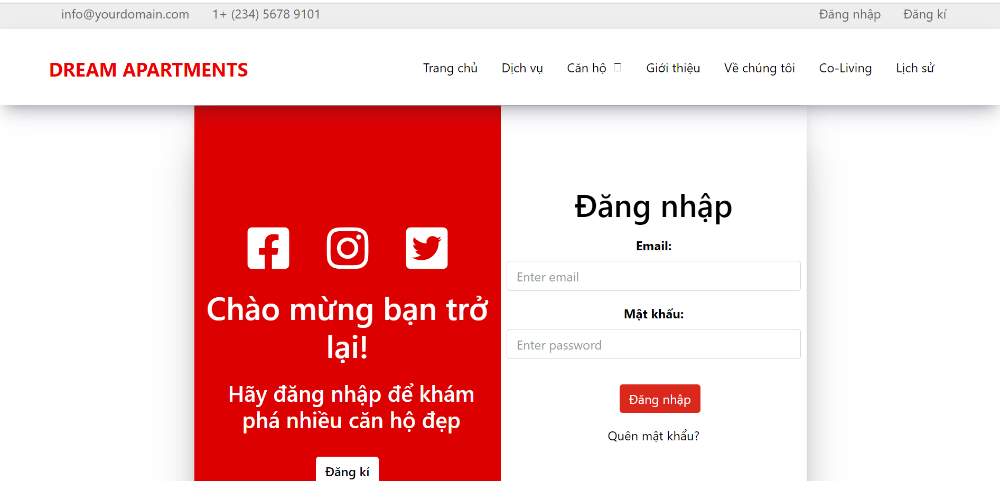 info@yourdomain.com 1+ (234) 5678 9101 Đăng nhập Đăng kí
DREAM APARTMENTS Trang chủ Dịch vụ Căn hộ Giới thiệu Về chúng tôi Co-Living Lịch sử
Chào mừng bạn trở
lại!
Hãy đăng nhập để khám
phá nhiều căn hộ đẹp
Đăng kí
Đăng nhập
Email:
Enter email
Mật khẩu:
Enter password
Đăng nhập
Quên mật khẩu?